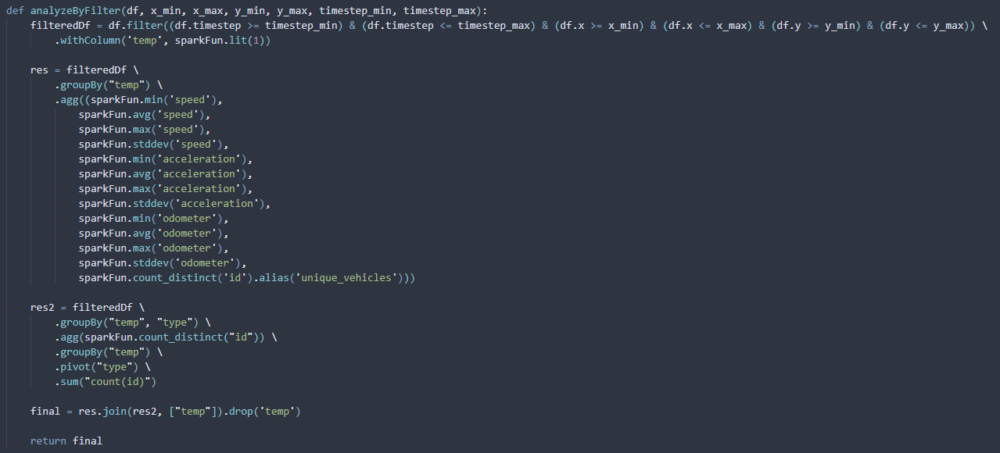 def analyzeByFilter(df, x_min, x_max, y_min, y_max, timestep_min, timestep_max):
    filteredDf = df.filter((df.timestep >= timestep_min) & (df.timestep <= timestep_max) & (df.x >= x_min) & (df.x <= x_max) & (df.y >= y_min) & (df.y <= y_max)) \
        .withColumn('temp', sparkFun.lit(1))

    res = filteredDf \
        .groupBy("temp") \
        .agg((sparkFun.min('speed'),
            sparkFun.avg('speed'),
            sparkFun.max('speed'),
            sparkFun.stddev('speed'),
            sparkFun.min('acceleration'),
            sparkFun.avg('acceleration'),
            sparkFun.max('acceleration'),
            sparkFun.stddev('acceleration'),
            sparkFun.min('odometer'),
            sparkFun.avg('odometer'),
            sparkFun.max('odometer'),
            sparkFun.stddev('odometer'),
            sparkFun.count_distinct('id').alias('unique_vehicles')))

    res2 = filteredDf \
        .groupBy("temp", "type") \
        .agg(sparkFun.count_distinct("id")) \
        .groupBy("temp") \
        .pivot("type") \
        .sum("count(id)")

    final = res.join(res2, ["temp"]).drop('temp')

    return final